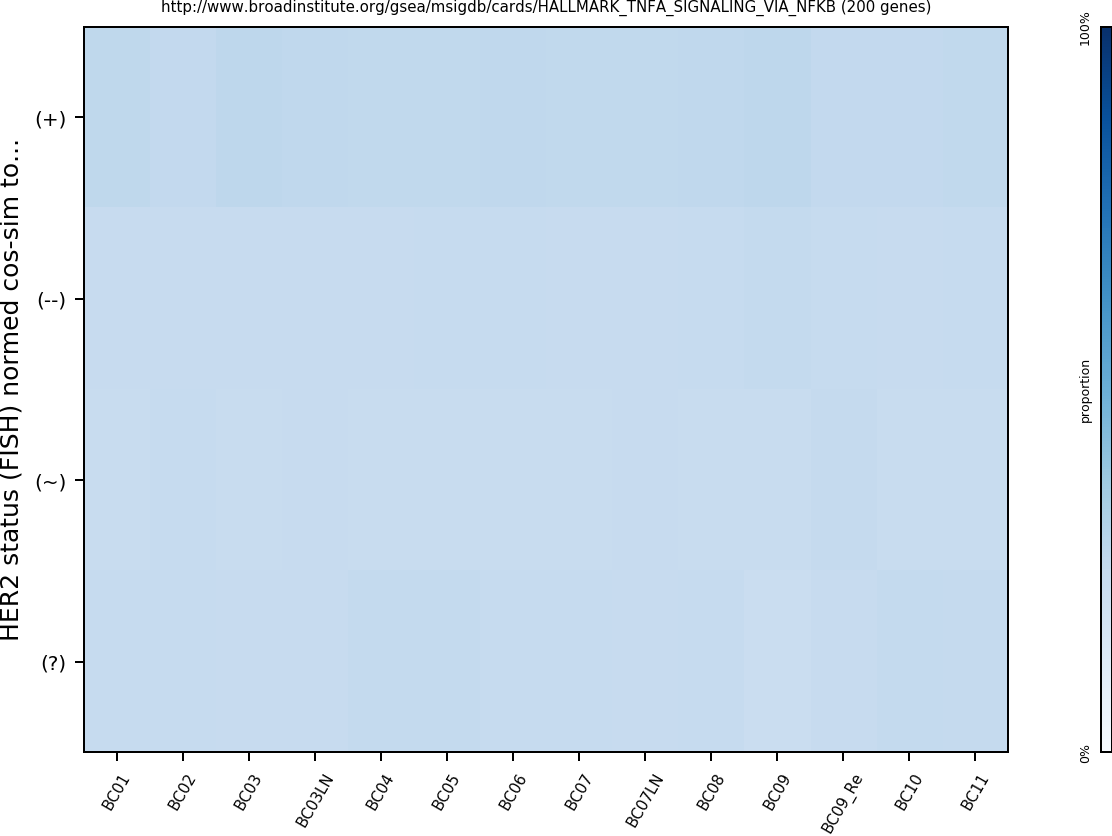 http://www.broadinstitute.org/gsea/msigdb/cards/HALLMARK_TNFA_SIGNALING_VIA_NFKB (200 genes)
HER2 status (FISH) normed cos-sim to...
(+)
(--)
(~)
(?)
BC01
BC02
BC03
BC03LN
BC04
BC05
BC06
BC07
BC07LN
BC08
BC09
BC09_Re
BC10
BC11
100%
proportion
0%